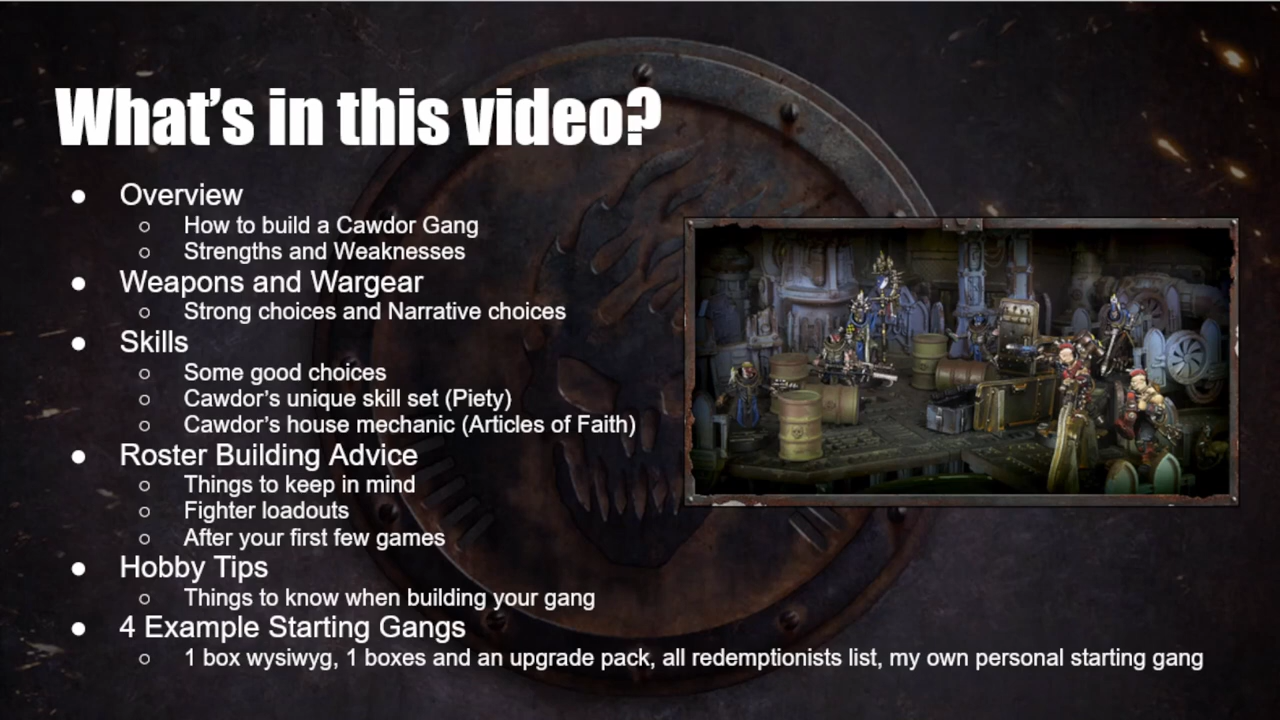 What's in this video?
● Overview
○ How to build a Cawdor Gang
○ Strengths and Weaknesses
● Weapons and Wargear
○ Strong choices and Narrative choices
● Skills
○ Some good choices
○ Cawdor's unique skill set (Piety)
○ Cawdor's house mechanic (Articles of Faith)
● Roster Building Advice
○ Things to keep in mind
○ Fighter loadouts
○ After your first few games
● Hobby Tips
○ Things to know when building your gang
● 4 Example Starting Gangs
○ 1 box wysiwyg, 1 boxes and an upgrade pack, all redemptionists list, my own personal starting gang